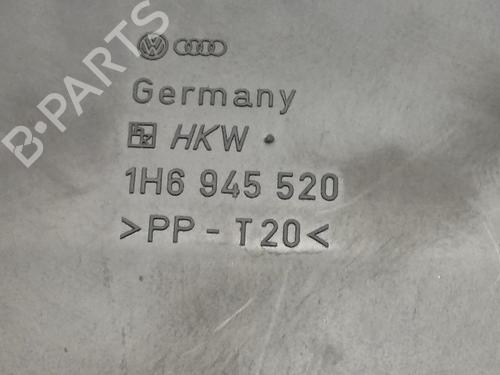 B-PARTS
Germany
HKW
1H6 945 520
>PP - T20<